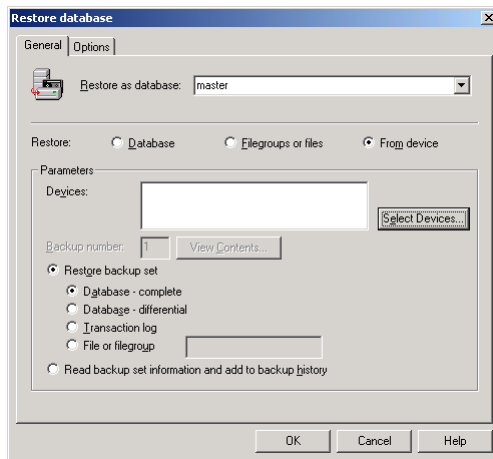 Restore database
General Options
Restore as database: master
Restore: Database Filegroups or files From device
Parameters
Devices:
Select Devices...
Backup number: 1 View Contents...
Restore backup set
Database - complete
Database - differential
Transaction log
File or filegroup
Read backup set information and add to backup history
OK Cancel Help